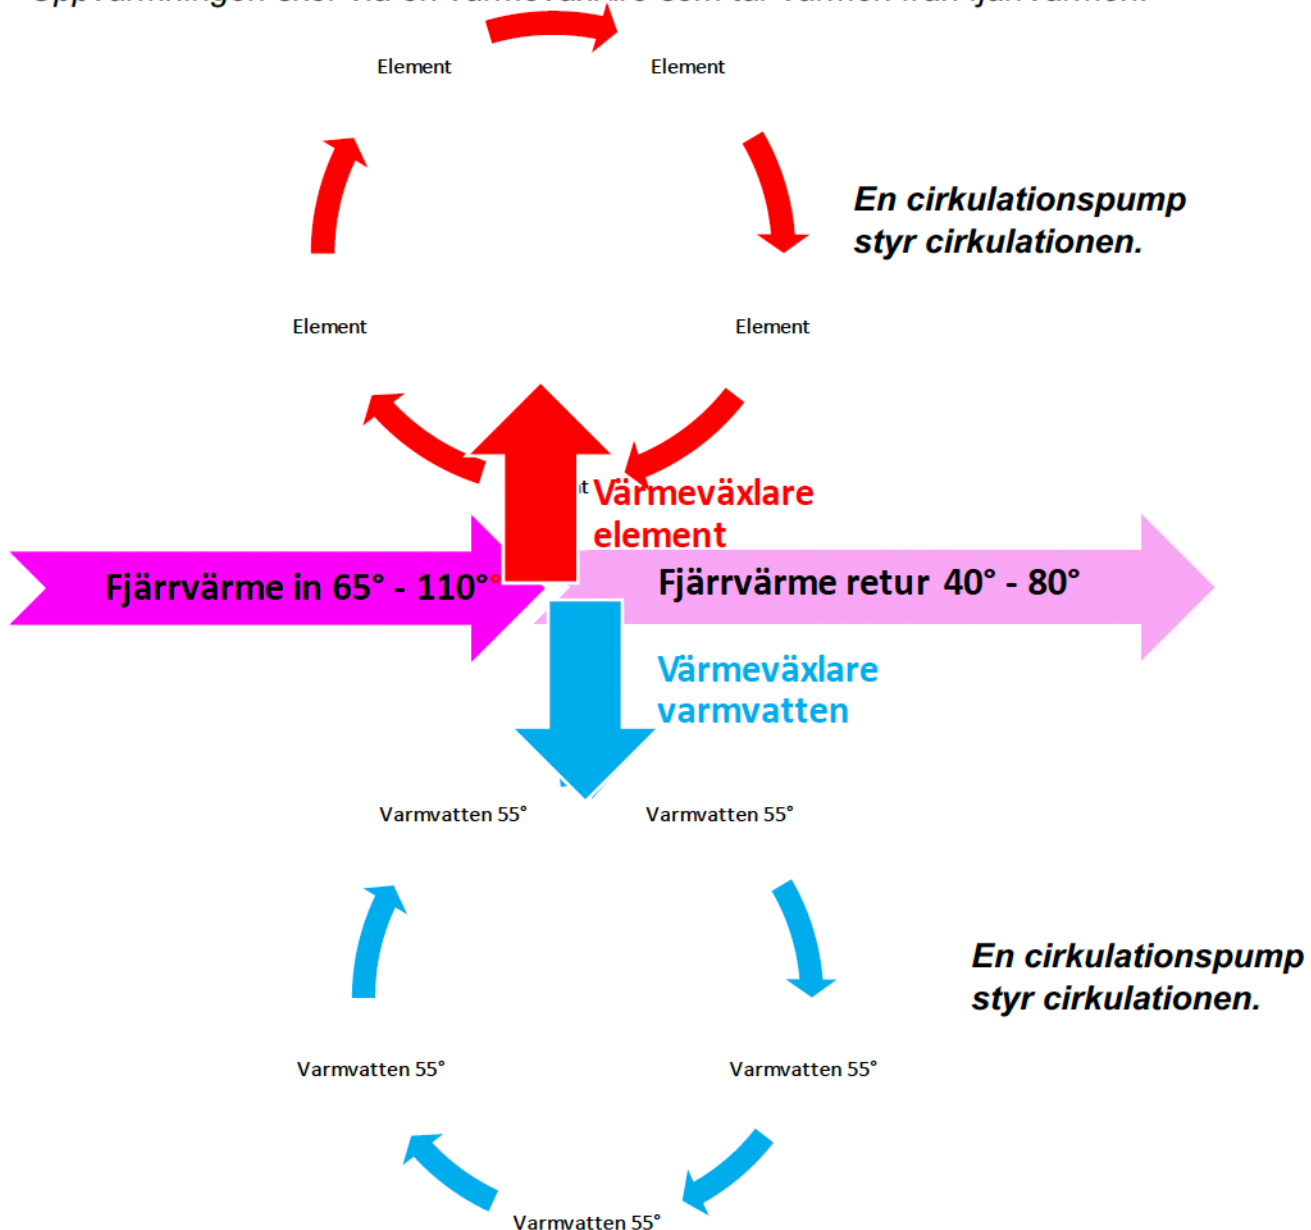 Element
Element
En cirkulationspump
styr cirkulationen.
Element
Element
Värmeväxlare
element
Fjärrvärme in 65° - 110°°
Fjärrvärme retur 40° - 80°
Värmeväxlare
varmvatten
Varmvatten 55°
Varmvatten 55°
En cirkulationspump
styr cirkulationen.
Varmvatten 55°
Varmvatten 55°
Varmvatten 55°